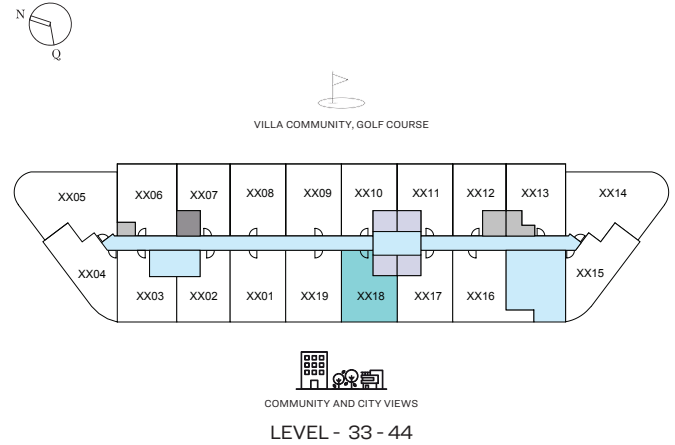 N
Q
VILLA COMMUNITY, GOLF COURSE
XX05 XX06 XX07 XX08 XX09 XX10 XX11 XX12 XX13 XX14
XX04 XX03 XX02 XX01 XX19 XX18 XX17 XX16 XX15
COMMUNITY AND CITY VIEWS
LEVEL - 33 - 44